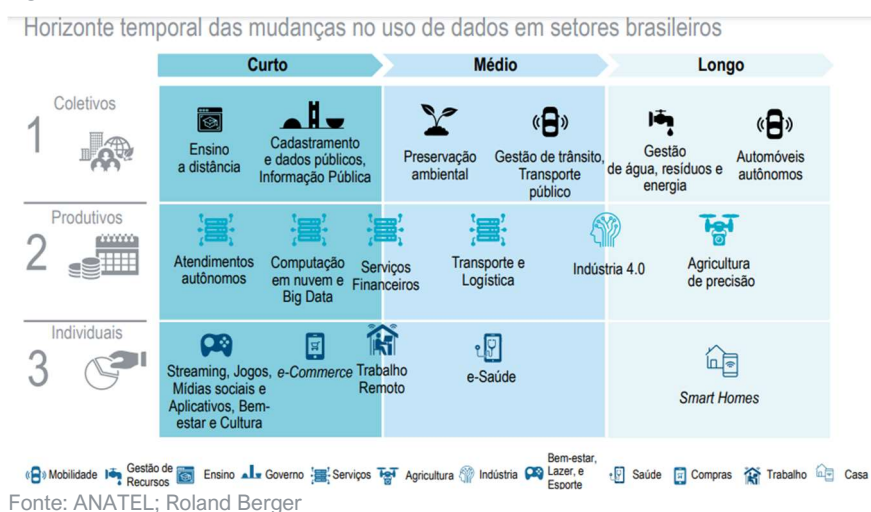 Horizonte temporal das mudanças no uso de dados em setores brasileiros
Curto
Médio
Longo
1
Coletivos
Ensino
a distância
Cadastramento
e dados públicos,
Informação Pública
Preservação
ambiental
Gestão de trânsito,
Transporte
público
Gestão
de água, resíduos e
energia
Automóveis
autônomos
2
Produtivos
Atendimentos
autônomos
Computação
em nuvem e
Big Data
Serviços
Financeiros
Transporte e
Logística
Indústria 4.0
Agricultura
de precisão
3
Individuais
Streaming, Jogos,
Mídias sociais e
Aplicativos, Bem-
estar e Cultura
e-Commerce
Trabalho
Remoto
e-Saúde
Smart Homes
Mobilidade
Gestão de
Recursos
Ensino
Governo
Serviços
Agricultura
Indústria
Bem-estar,
Lazer, e
Esporte
Saúde
Compras
Trabalho
Casa
Fonte: ANATEL; Roland Berger